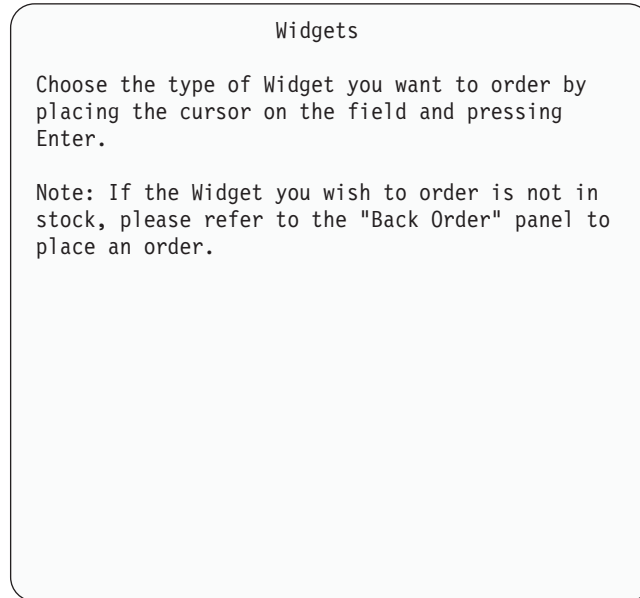 Widgets
Choose the type of Widget you want to order by
placing the cursor on the field and pressing
Enter.
Note: If the Widget you wish to order is not in
stock, please refer to the "Back Order" panel to
place an order.